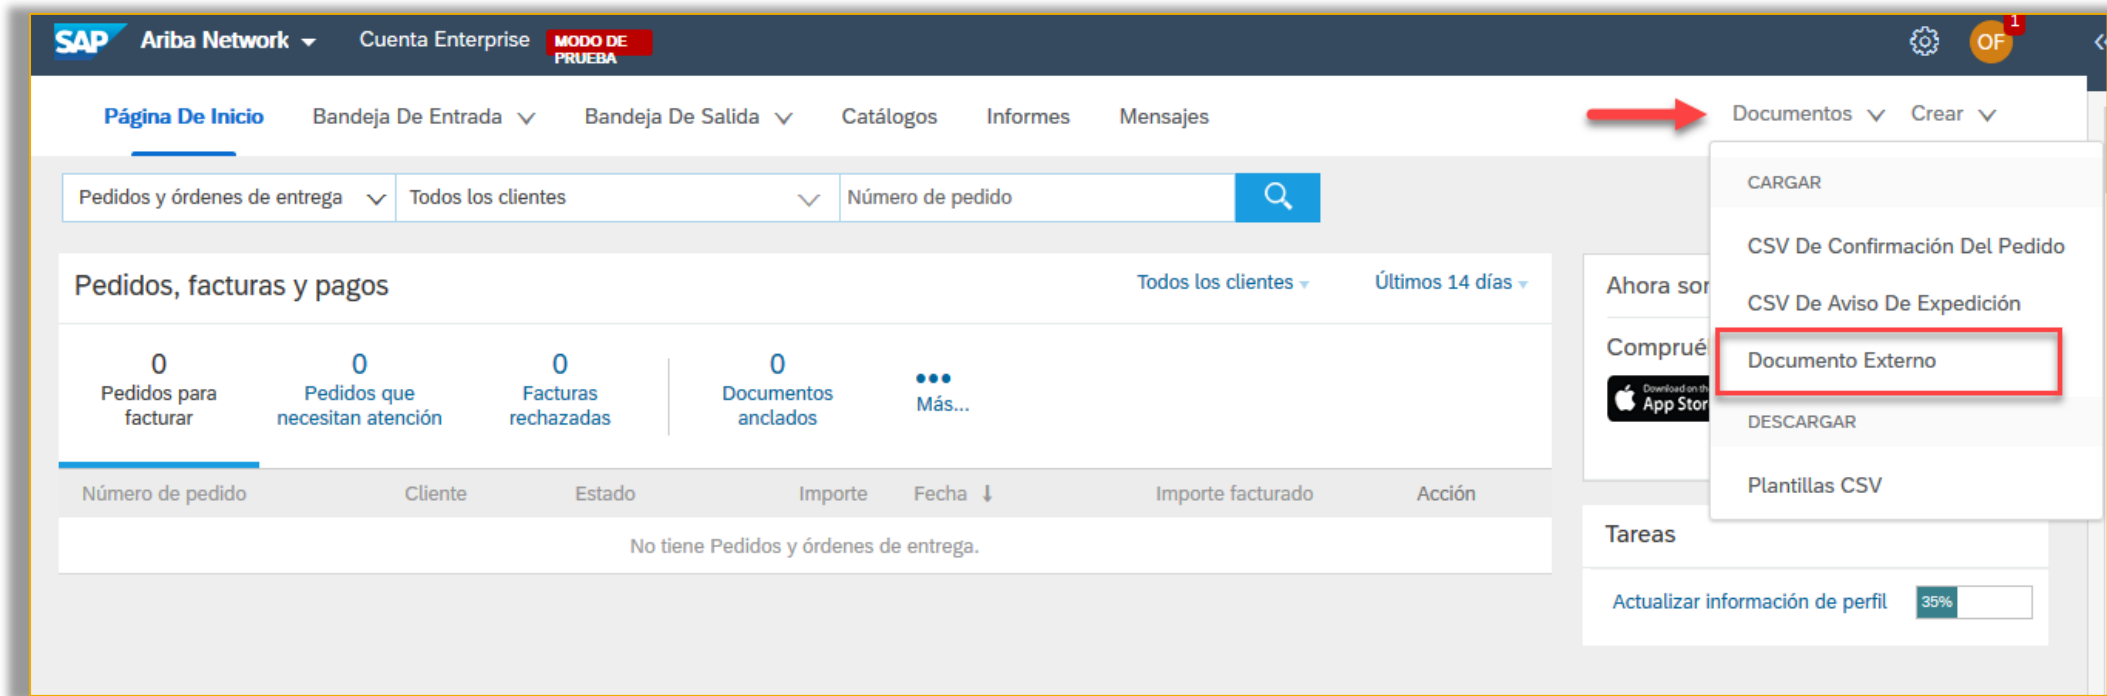 SAP Ariba Network Cuenta Enterprise MODO DE PRUEBA
OF 1
Página De Inicio Bandeja De Entrada Bandeja De Salida Catálogos Informes Mensajes Documentos Crear
Pedidos y órdenes de entrega Todos los clientes Número de pedido
CARGAR
CSV De Confirmación Del Pedido
CSV De Aviso De Expedición
Documento Externo
DESCARGAR
Plantillas CSV
Pedidos, facturas y pagos Todos los clientes Últimos 14 días
0 Pedidos para facturar
0 Pedidos que necesitan atención
0 Facturas rechazadas
0 Documentos anclados
Más...
Número de pedido Cliente Estado Importe Fecha Importe facturado Acción
No tiene Pedidos y órdenes de entrega.
Ahora
Download on the
App Stor
Tareas
Actualizar información de perfil 35%